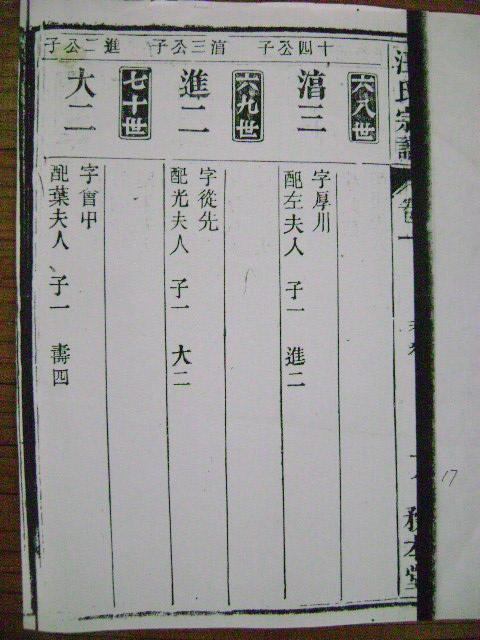 汪氏宗譜
卷一
務本堂
17
十四公子
六八世
淯三
字厚川
配左夫人 子一 進二
淯三公子
六九世
進二
字從先
配光夫人 子一 大二
進二公子
七十世
大二
字會中
配葉夫人 子一 壽四